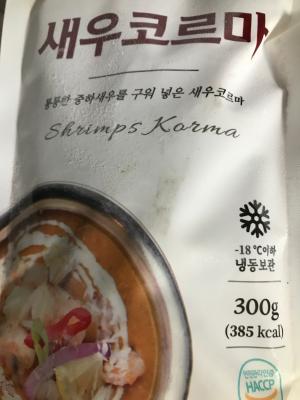 새우코르마
통통한 중하새우를 구워 넣은 새우코르마
Shrimps Korma
-18℃이하
냉동보관
300g
(385 kcal)
HACCP